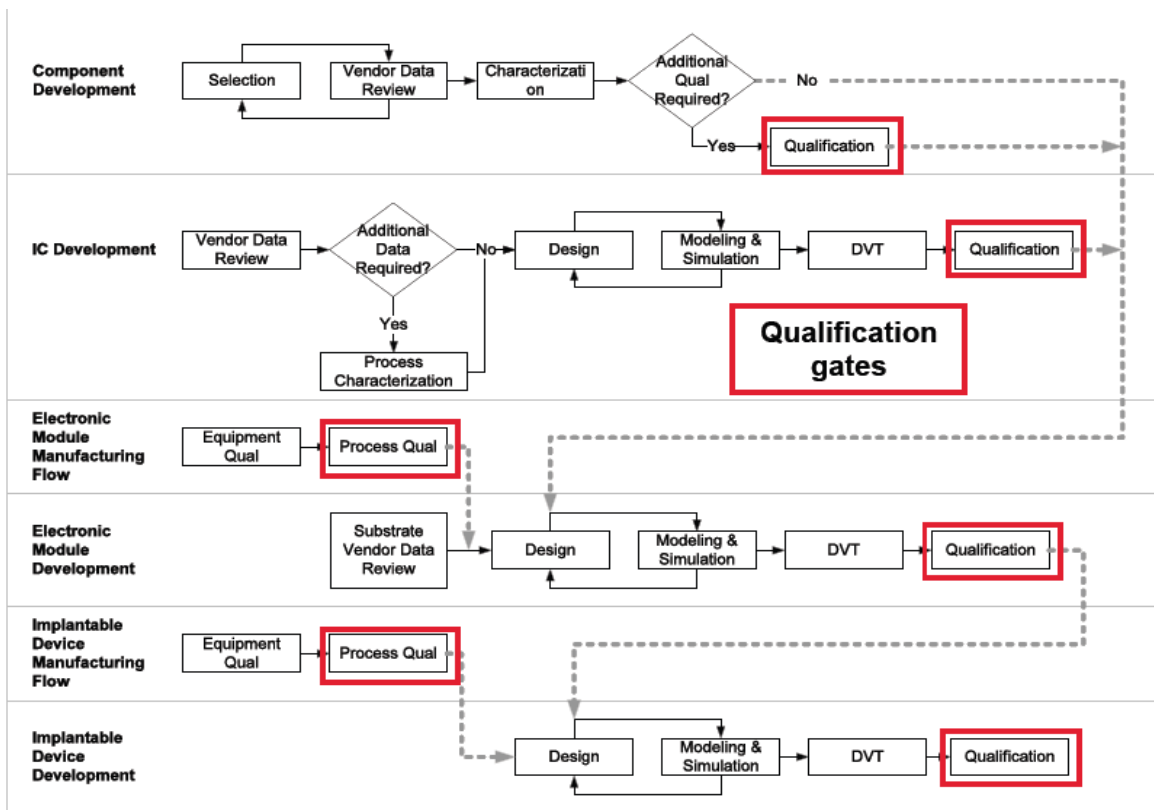 Component
Development
Selection
Vendor Data
Review
Characterizati
on
Additional
Qual
Required?
No
Yes
Qualification
IC Development
Vendor Data
Review
Additional
Data
Required?
No
Yes
Process
Characterization
Design
Modeling &
Simulation
DVT
Qualification
Qualification
gates
Electronic
Module
Manufacturing
Flow
Equipment
Qual
Process Qual
Electronic
Module
Development
Substrate
Vendor Data
Review
Design
Modeling &
Simulation
DVT
Qualification
Implantable
Device
Manufacturing
Flow
Equipment
Qual
Process Qual
Implantable
Device
Development
Design
Modeling &
Simulation
DVT
Qualification